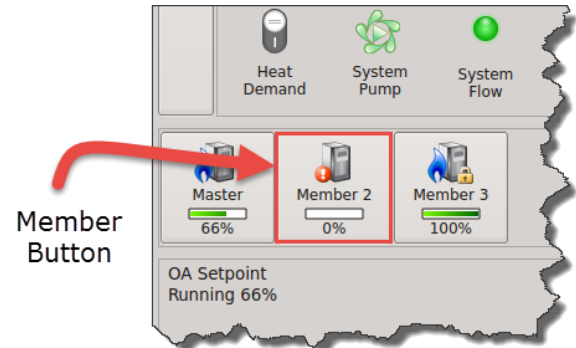 Heat
Demand
System
Pump
System
Flow
Member
Button
Master
66%
Member 2
0%
Member 3
100%
OA Setpoint
Running 66%